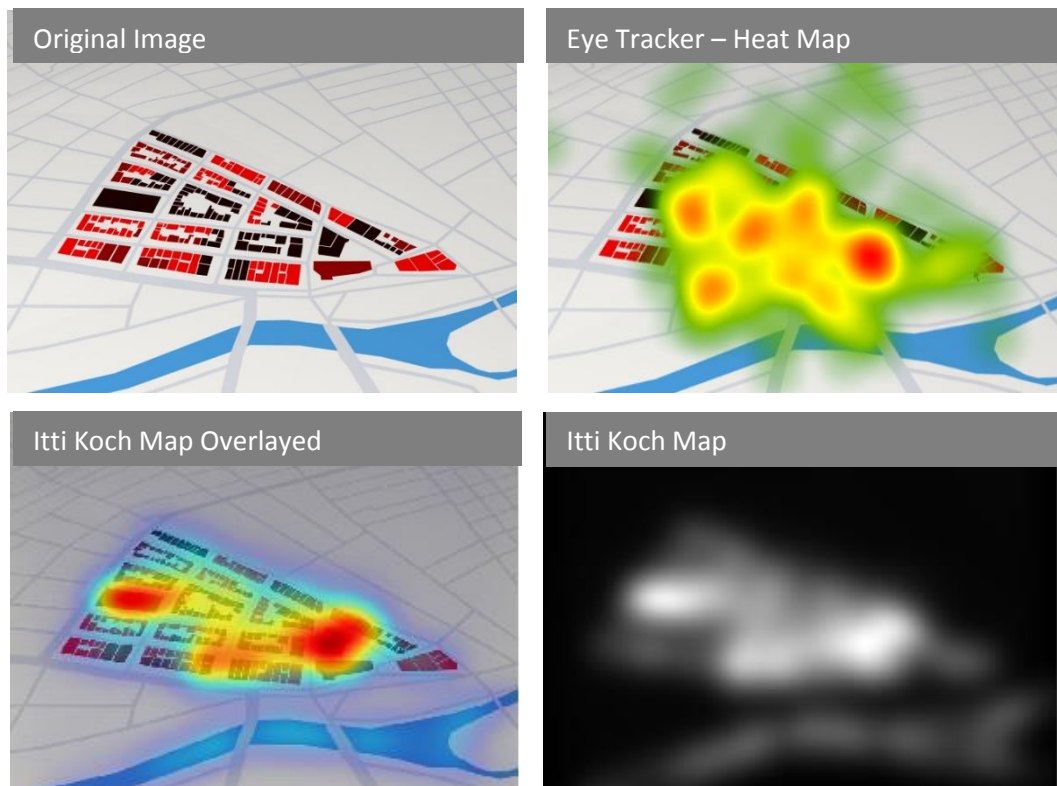 Original Image
Eye Tracker – Heat Map
Itti Koch Map Overlayed
Itti Koch Map